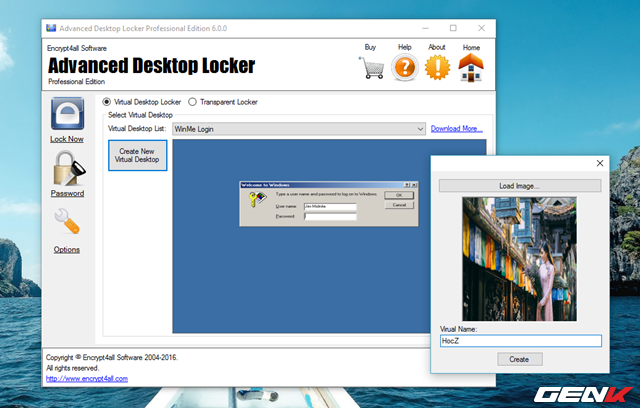 Advanced Desktop Locker Professional Edition 6.0.0
Encrypt4all Software
Advanced Desktop Locker
Professional Edition
Buy
Help
About
Home
Lock Now
Password
Options
Virtual Desktop Locker
Transparent Locker
Select Virtual Desktop
Virtual Desktop List:
WinMe Login
Download More...
Create New
Virtual Desktop
Welcome to Windows
Type a user name and password to log on to Windows.
User name:
Password:
OK
Cancel
Load Image...
Virual Name:
HocZ
Create
Copyright ® Encrypt4all Software 2004-2016.
All rights reserved.
http://www.encrypt4all.com
GENK